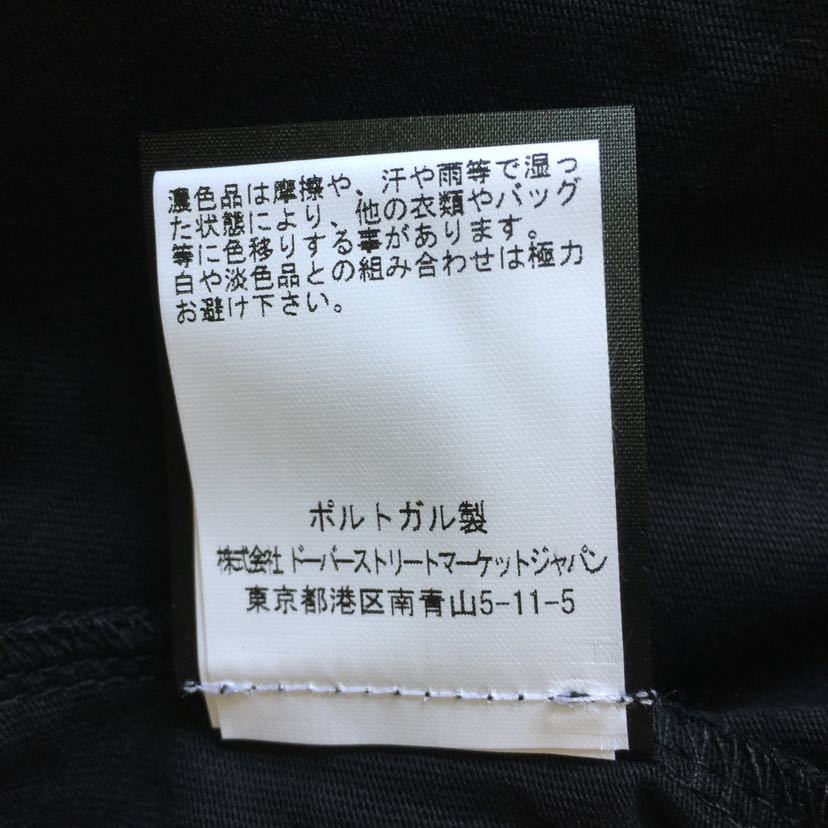 濃色品は摩擦や、汗や雨等で湿っ
た状態により、他の衣類やバッグ
等に色移りする事があります。
白や淡色品との組み合わせは極力
お避け下さい。
ポルトガル製
株式会社ドーバーストリートマーケットジャパン
東京都港区南青山5-11-5